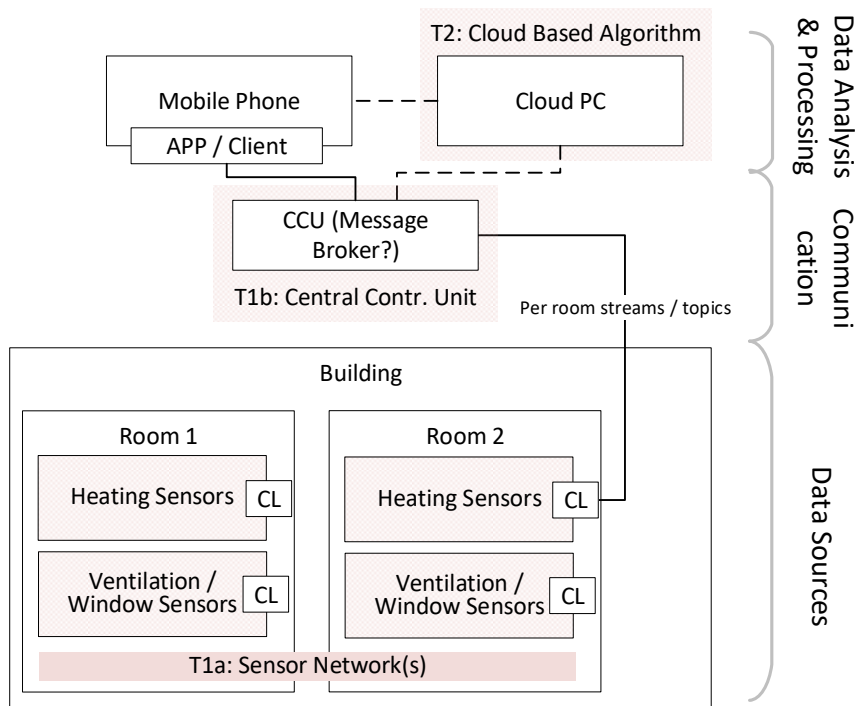 T2: Cloud Based Algorithm
Mobile Phone
Cloud PC
APP / Client
Data Analysis
& Processing
CCU (Message
Broker?)
T1b: Central Contr. Unit
Communi
cation
Per room streams / topics
Building
Room 1
Heating Sensors
CL
Ventilation /
Window Sensors
CL
Room 2
Heating Sensors
CL
Ventilation /
Window Sensors
CL
T1a: Sensor Network(s)
Data Sources